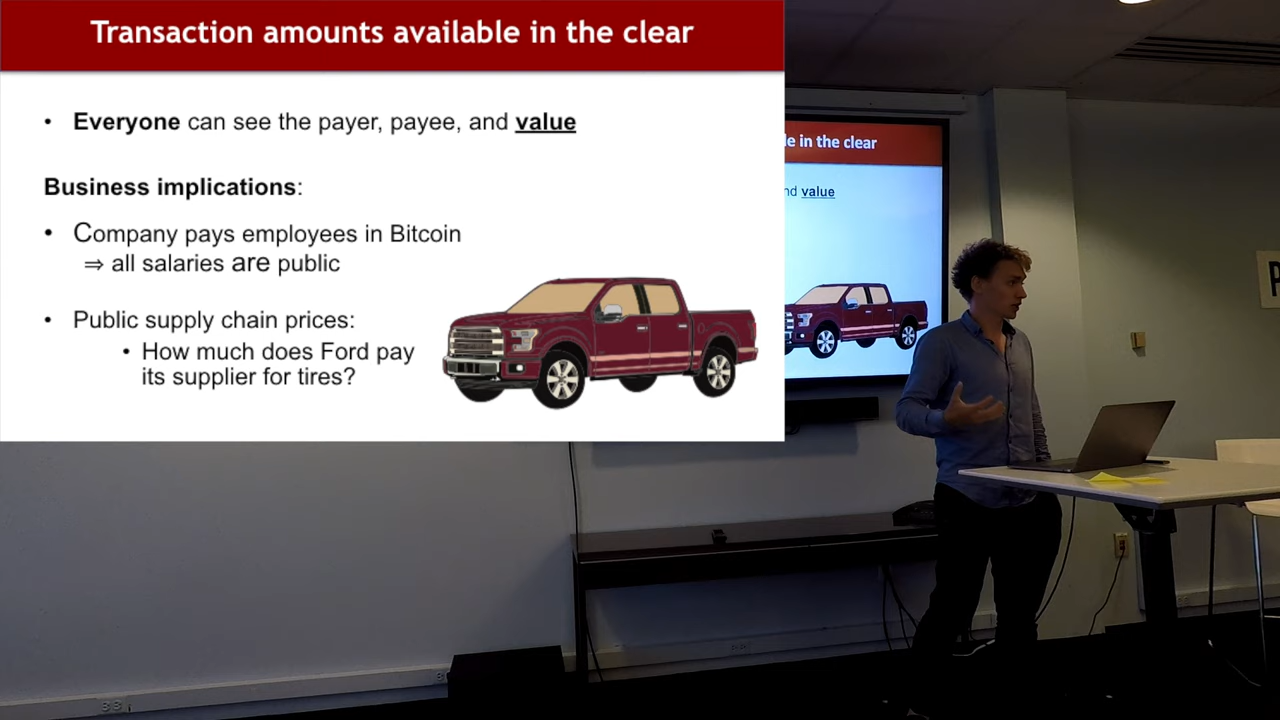 Transaction amounts available in the clear
• Everyone can see the payer, payee, and value
Business implications:
• Company pays employees in Bitcoin
⇒ all salaries are public
• Public supply chain prices:
• How much does Ford pay
its supplier for tires?
in the clear
value